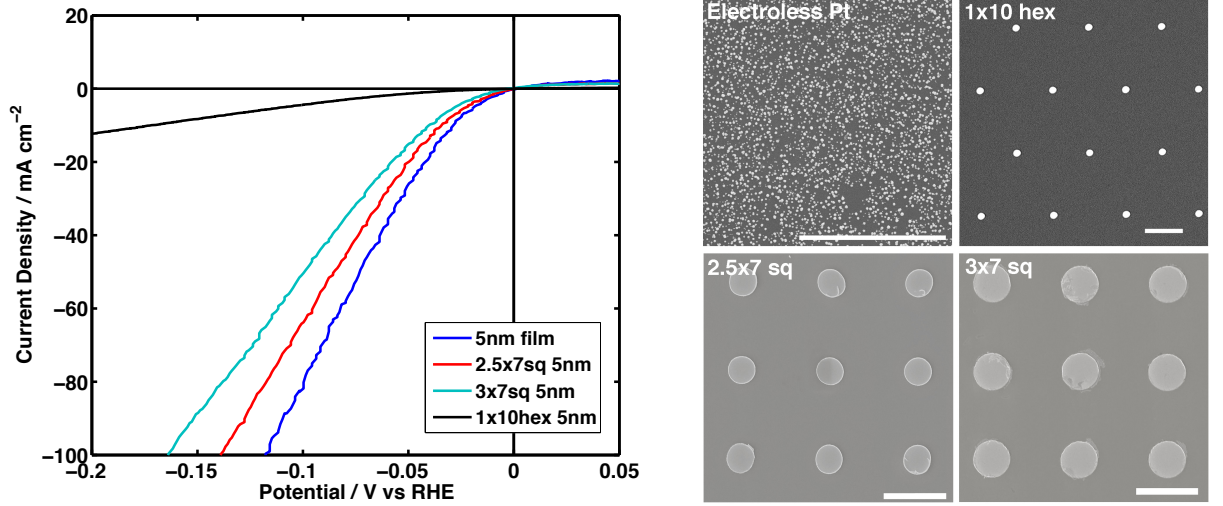 20
0
−20
−40
−60
−80
−100
−0.2
−0.15
−0.1
−0.05
0
0.05
Current Density / mA cm⁻²
Potential / V vs RHE
5nm film
2.5x7sq 5nm
3x7sq 5nm
1x10hex 5nm
Electroless Pt
1x10 hex
2.5x7 sq
3x7 sq